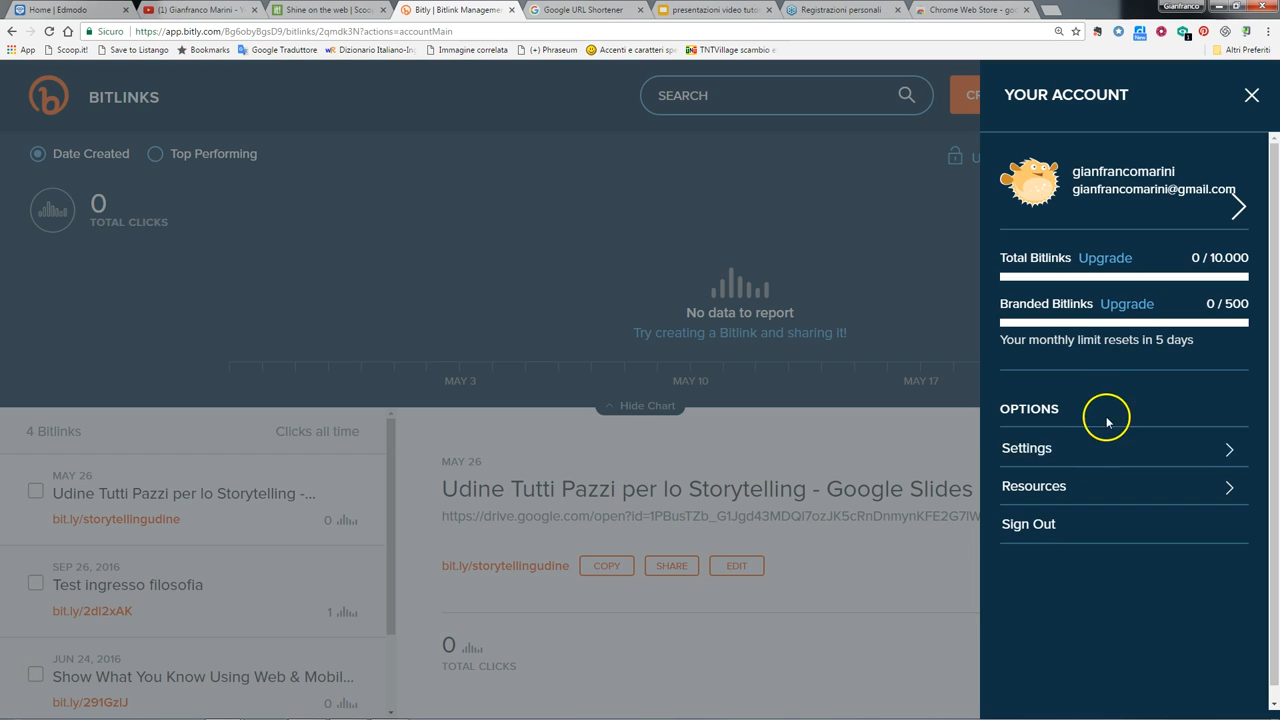 Gianfranco
Home | Edmodo
(1) Gianfranco Marini - Y
Shine on the web | Scoo
Bitly | Bitlink Managemen
Google URL Shortener
presentazioni video tuto
Registrazioni personali
Chrome Web Store - goo
Sicuro
https://app.bitly.com/Bg6obyBgsD9/bitlinks/2qmdk3N?actions=accountMain
App
Scoop.it!
Save to Listango
Bookmarks
Google Traduttore
Dizionario Italiano-Ing
Immagine correlata
(+) Phraseum
Accenti e caratteri spe
TNTVillage scambio e
Altri Preferiti
BITLINKS
SEARCH
CR
YOUR ACCOUNT
Date Created
Top Performing
U
0
TOTAL CLICKS
gianfrancomarini
gianfrancomarini@gmail.com
Total Bitlinks Upgrade 0 / 10.000
Branded Bitlinks Upgrade 0 / 500
Your monthly limit resets in 5 days
No data to report
Try creating a Bitlink and sharing it!
MAY 3
MAY 10
MAY 17
Hide Chart
OPTIONS
Settings
Resources
Sign Out
4 Bitlinks
Clicks all time
MAY 26
Udine Tutti Pazzi per lo Storytelling -...
bit.ly/storytellingudine
0
SEP 26, 2016
Test ingresso filosofia
bit.ly/2dl2xAK
1
JUN 24, 2016
Show What You Know Using Web & Mobil...
bit.ly/291GzlJ
0
MAY 26
Udine Tutti Pazzi per lo Storytelling - Google Slides
https://drive.google.com/open?id=1PBusTZb_G1Jgd43MDQl7ozJK5cRnDnmynKFE2G7lW
bit.ly/storytellingudine
COPY
SHARE
EDIT
0
TOTAL CLICKS